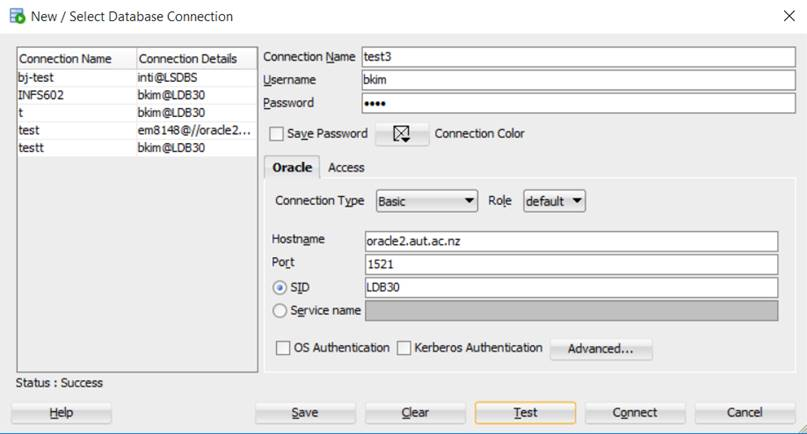 New / Select Database Connection
Connection Name Connection Details
bj-test inti@LSDBS
INFS602 bkim@LDB30
t bkim@LDB30
test em8148@//oracle2...
testt bkim@LDB30
Connection Name test3
Username bkim
Password ••••
Save Password Connection Color
Oracle Access
Connection Type Basic Role default
Hostname oracle2.aut.ac.nz
Port 1521
SID LDB30
Service name
OS Authentication Kerberos Authentication Advanced...
Status : Success
Help Save Clear Test Connect Cancel